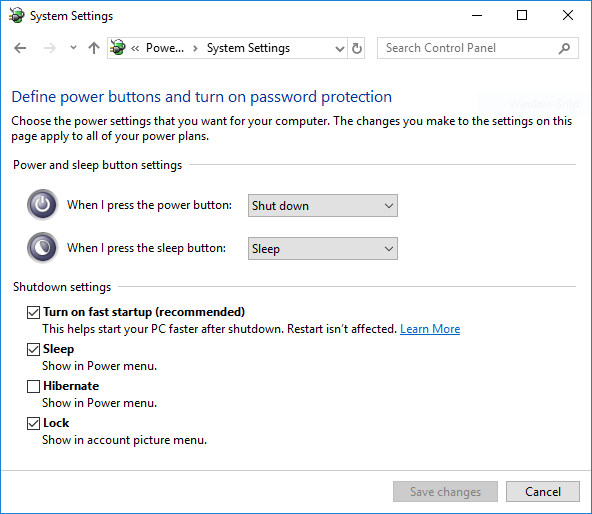 System Settings
« Powe... › System Settings
Search Control Panel
Define power buttons and turn on password protection
Window Snip
Choose the power settings that you want for your computer. The changes you make to the settings on this
page apply to all of your power plans.
Power and sleep button settings
When I press the power button: Shut down
When I press the sleep button: Sleep
Shutdown settings
Turn on fast startup (recommended)
This helps start your PC faster after shutdown. Restart isn't affected. Learn More
Sleep
Show in Power menu.
Hibernate
Show in Power menu.
Lock
Show in account picture menu.
Save changes
Cancel